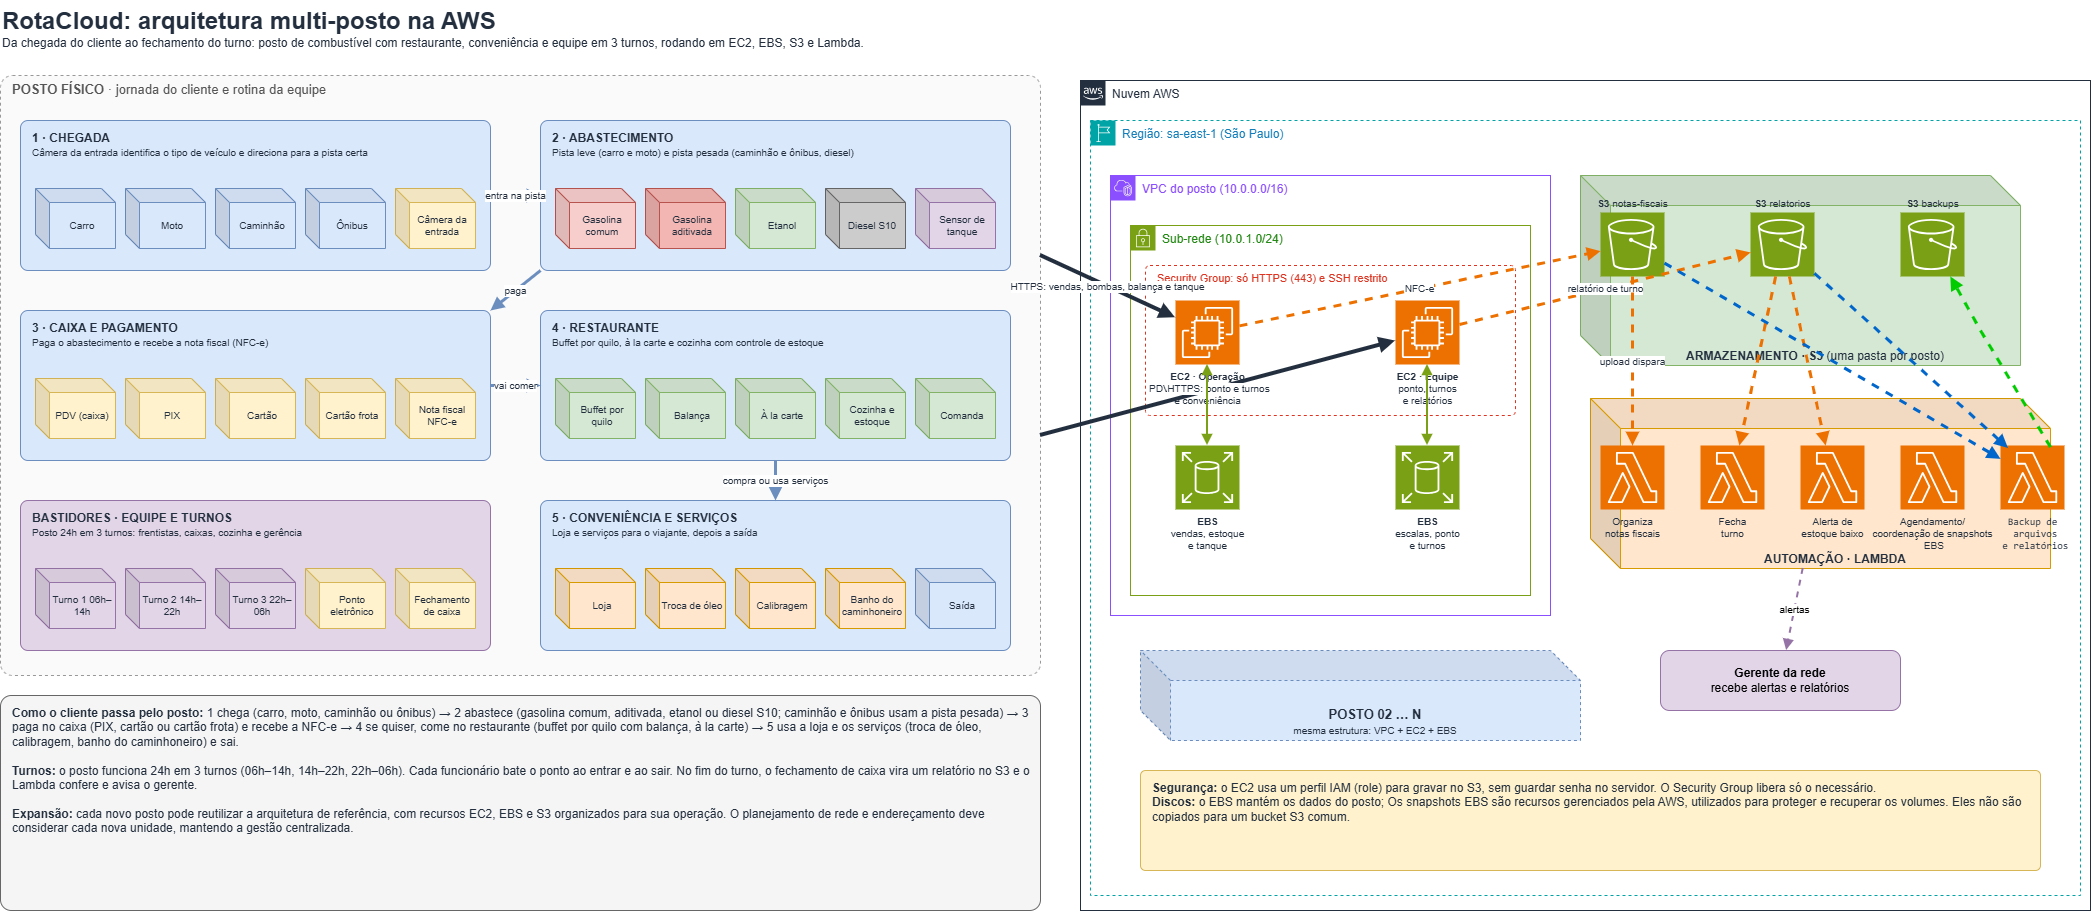 RotaCloud: arquitetura multi-posto na AWS
Da chegada do cliente ao fechamento do turno: posto de combustível com restaurante, conveniência e equipe em 3 turnos, rodando em EC2, EBS, S3 e Lambda.
POSTO FÍSICO · jornada do cliente e rotina da equipe
1 · CHEGADA
Câmera da entrada identifica o tipo de veículo e direciona para a pista certa
Carro
Moto
Caminhão
Ônibus
Câmera da
entrada
entra na pista
2 · ABASTECIMENTO
Pista leve (carro e moto) e pista pesada (caminhão e ônibus, diesel)
Gasolina
comum
Gasolina
aditivada
Etanol
Diesel S10
Sensor de
tanque
paga
3 · CAIXA E PAGAMENTO
Paga o abastecimento e recebe a nota fiscal (NFC-e)
PDV (caixa)
PIX
Cartão
Cartão frota
Nota fiscal
NFC-e
vai comer
4 · RESTAURANTE
Buffet por quilo, à la carte e cozinha com controle de estoque
Buffet por
quilo
Balança
À la carte
Cozinha e
estoque
Comanda
compra ou usa serviços
BASTIDORES · EQUIPE E TURNOS
Posto 24h em 3 turnos: frentistas, caixas, cozinha e gerência
Turno 1 06h–
14h
Turno 2 14h–
22h
Turno 3 22h–
06h
Ponto
eletrônico
Fechamento
de caixa
5 · CONVENIÊNCIA E SERVIÇOS
Loja e serviços para o viajante, depois a saída
Loja
Troca de óleo
Calibragem
Banho do
caminhoneiro
Saída
Como o cliente passa pelo posto: 1 chega (carro, moto, caminhão ou ônibus) → 2 abastece (gasolina comum, aditivada, etanol ou diesel S10; caminhão e ônibus usam a pista pesada) → 3
paga no caixa (PIX, cartão ou cartão frota) e recebe a NFC-e → 4 se quiser, come no restaurante (buffet por quilo com balança, à la carte) → 5 usa a loja e os serviços (troca de óleo,
calibragem, banho do caminhoneiro) e sai.
Turnos: o posto funciona 24h em 3 turnos (06h–14h, 14h–22h, 22h–06h). Cada funcionário bate o ponto ao entrar e ao sair. No fim do turno, o fechamento de caixa vira um relatório no S3 e o
Lambda confere e avisa o gerente.
Expansão: cada novo posto pode reutilizar a arquitetura de referência, com recursos EC2, EBS e S3 organizados para sua operação. O planejamento de rede e endereçamento deve
considerar cada nova unidade, mantendo a gestão centralizada.
aws
Nuvem AWS
Região: sa-east-1 (São Paulo)
VPC do posto (10.0.0.0/16)
Sub-rede (10.0.1.0/24)
Security Group: só HTTPS (443) e SSH restrito
HTTPS: vendas, bombas, balança e tanque
NFC-e
relatório de turno
EC2 · Operação
HTTPS: ponto e turnos
e conveniência
EC2 · Equipe
ponto, turnos
e relatórios
EBS
vendas, estoque
e tanque
EBS
escalas, ponto
e turnos
S3 notas-fiscais
S3 relatorios
S3 backups
ARMAZENAMENTO · S3 (uma pasta por posto)
upload dispara
Organiza
notas fiscais
Fecha
turno
Alerta de
estoque baixo
Agendamento/
coordenação de snapshots
EBS
Backup de
arquivos
e relatórios
AUTOMAÇÃO · LAMBDA
alertas
Gerente da rede
recebe alertas e relatórios
POSTO 02 ... N
mesma estrutura: VPC + EC2 + EBS
Segurança: o EC2 usa um perfil IAM (role) para gravar no S3, sem guardar senha no servidor. O Security Group libera só o necessário.
Discos: o EBS mantém os dados do posto; Os snapshots EBS são recursos gerenciados pela AWS, utilizados para proteger e recuperar os volumes. Eles não são
copiados para um bucket S3 comum.